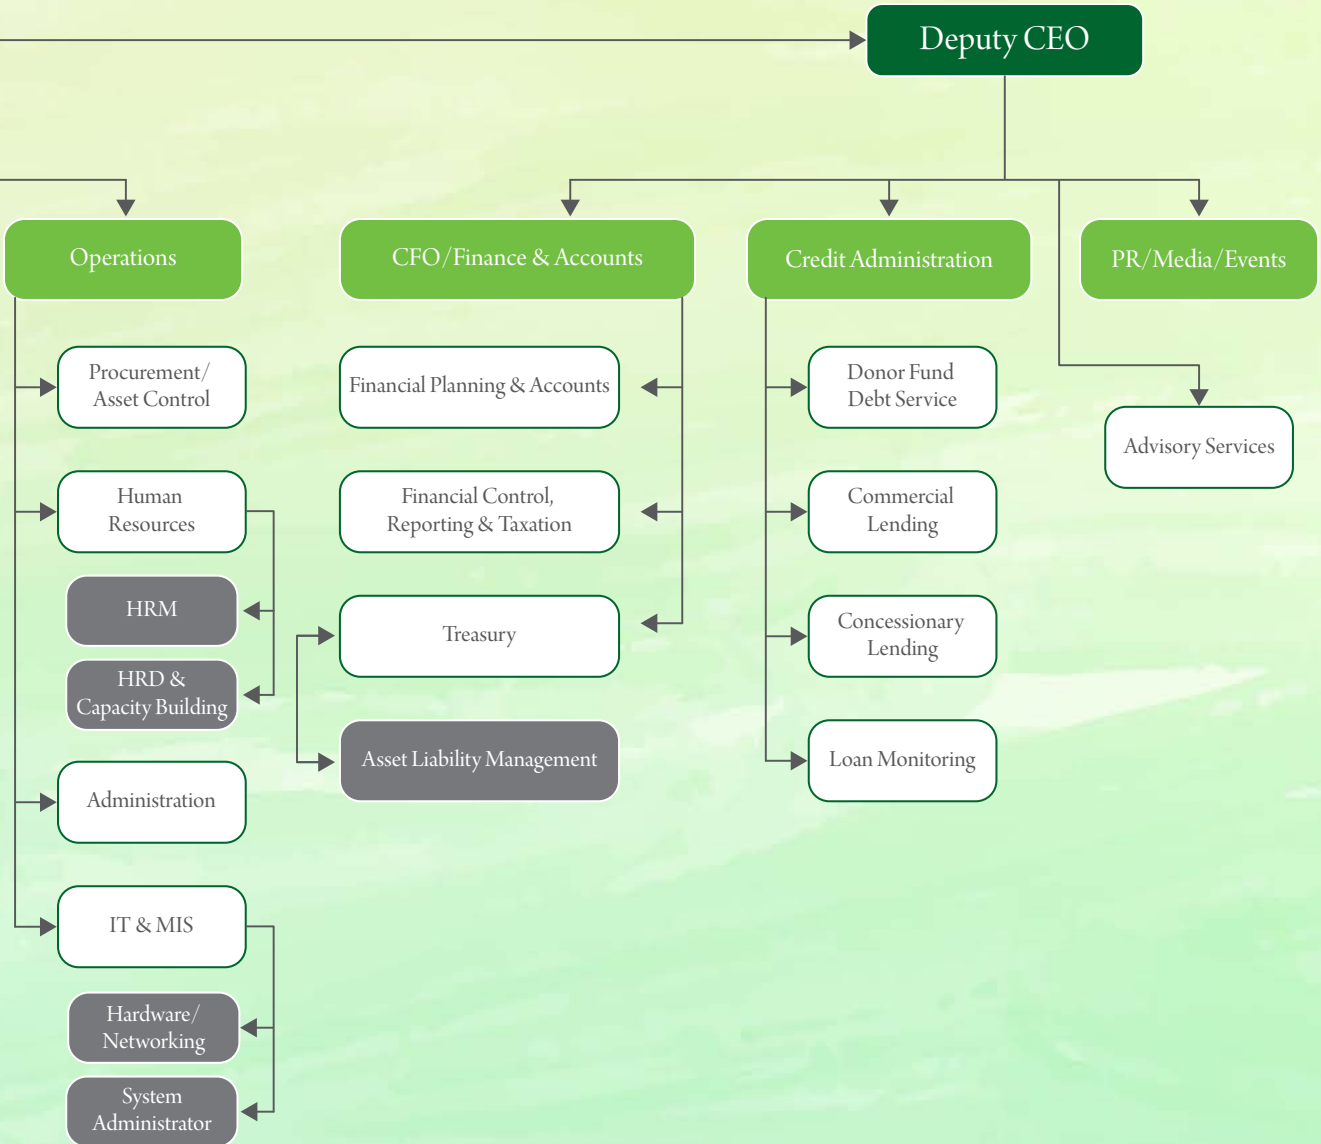 Deputy CEO
Operations
CFO/Finance & Accounts
Credit Administration
PR/Media/Events
Procurement/
Asset Control
Human
Resources
HRM
HRD &
Capacity Building
Administration
IT & MIS
Hardware/
Networking
System
Administrator
Financial Planning & Accounts
Financial Control,
Reporting & Taxation
Treasury
Asset Liability Management
Donor Fund
Debt Service
Commercial
Lending
Concessionary
Lending
Loan Monitoring
Advisory Services